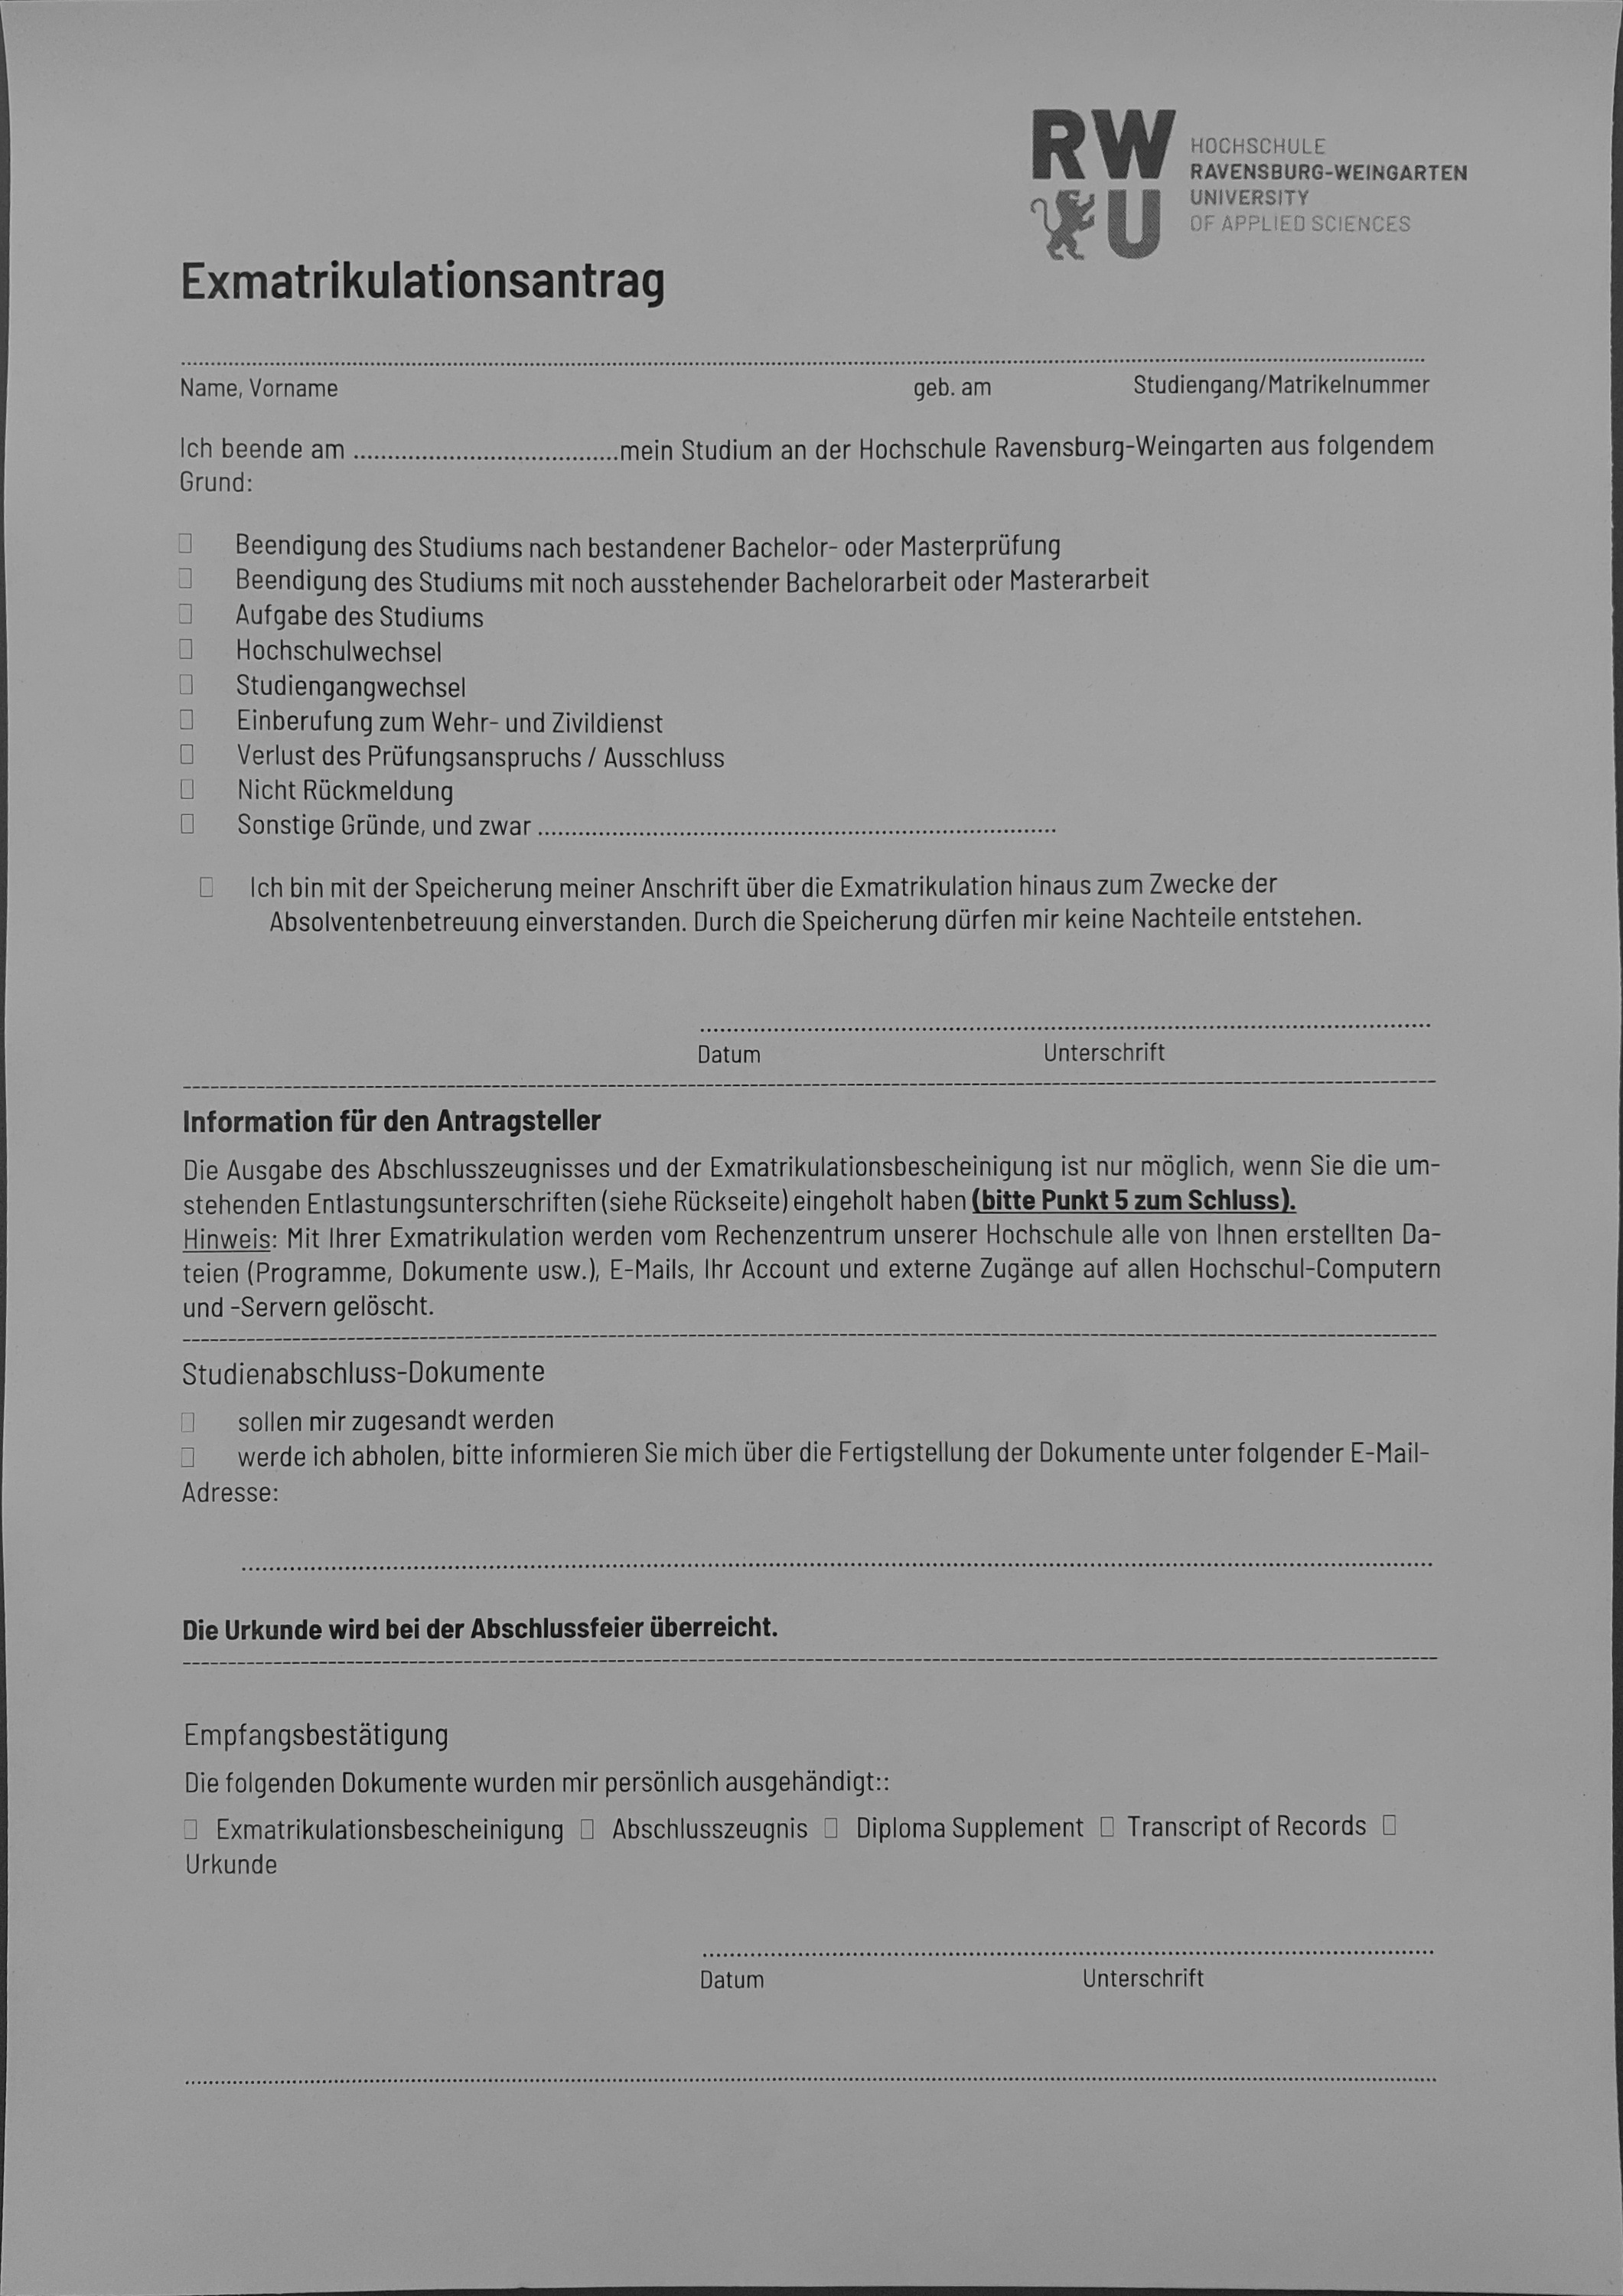 RW
U
HOCHSCHULE
RAVENSBURG-WEINGARTEN
UNIVERSITY
OF APPLIED SCIENCES
Exmatrikulationsantrag
Name, Vorname geb. am Studiengang/Matrikelnummer
Ich beende am ........................................mein Studium an der Hochschule Ravensburg-Weingarten aus folgendem
Grund:
Beendigung des Studiums nach bestandener Bachelor- oder Masterprüfung
Beendigung des Studiums mit noch ausstehender Bachelorarbeit oder Masterarbeit
Aufgabe des Studiums
Hochschulwechsel
Studiengangwechsel
Einberufung zum Wehr- und Zivildienst
Verlust des Prüfungsanspruchs / Ausschluss
Nicht Rückmeldung
Sonstige Gründe, und zwar ..............................................................................
Ich bin mit der Speicherung meiner Anschrift über die Exmatrikulation hinaus zum Zwecke der
Absolventenbetreuung einverstanden. Durch die Speicherung dürfen mir keine Nachteile entstehen.
Datum Unterschrift
Information für den Antragsteller
Die Ausgabe des Abschlusszeugnisses und der Exmatrikulationsbescheinigung ist nur möglich, wenn Sie die um-
stehenden Entlastungsunterschriften (siehe Rückseite) eingeholt haben (bitte Punkt 5 zum Schluss).
Hinweis: Mit Ihrer Exmatrikulation werden vom Rechenzentrum unserer Hochschule alle von Ihnen erstellten Da-
teien (Programme, Dokumente usw.), E-Mails, Ihr Account und externe Zugänge auf allen Hochschul-Computern
und -Servern gelöscht.
Studienabschluss-Dokumente
sollen mir zugesandt werden
werde ich abholen, bitte informieren Sie mich über die Fertigstellung der Dokumente unter folgender E-Mail-
Adresse:
Die Urkunde wird bei der Abschlussfeier überreicht.
Empfangsbestätigung
Die folgenden Dokumente wurden mir persönlich ausgehändigt::
Exmatrikulationsbescheinigung Abschlusszeugnis Diploma Supplement Transcript of Records
Urkunde
Datum Unterschrift